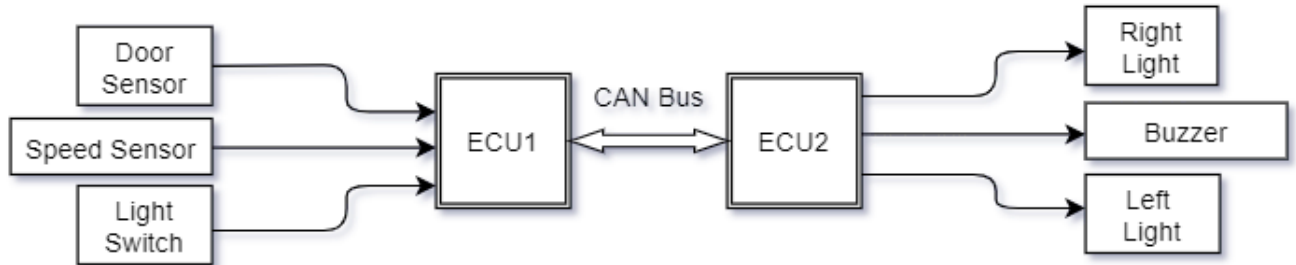 Door
Sensor
Speed Sensor
Light
Switch
ECU1
CAN Bus
ECU2
Right
Light
Buzzer
Left
Light